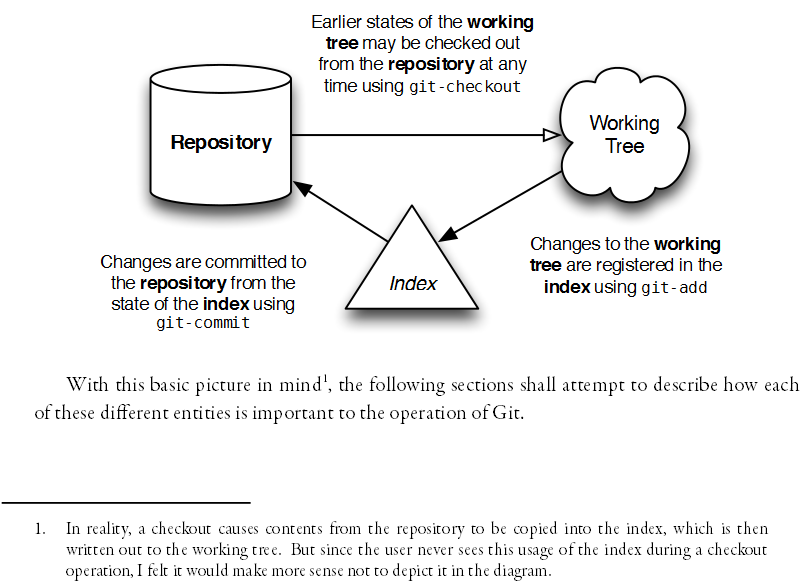 Earlier states of the working
tree may be checked out
from the repository at any
time using git-checkout
Repository
Working
Tree
Changes are committed to
the repository from the
state of the index using
git-commit
Index
Changes to the working
tree are registered in the
index using git-add
With this basic picture in mind1, the following sections shall attempt to describe how each
of these different entities is important to the operation of Git.
1. In reality, a checkout causes contents from the repository to be copied into the index, which is then
written out to the working tree. But since the user never sees this usage of the index during a checkout
operation, I felt it would make more sense not to depict it in the diagram.